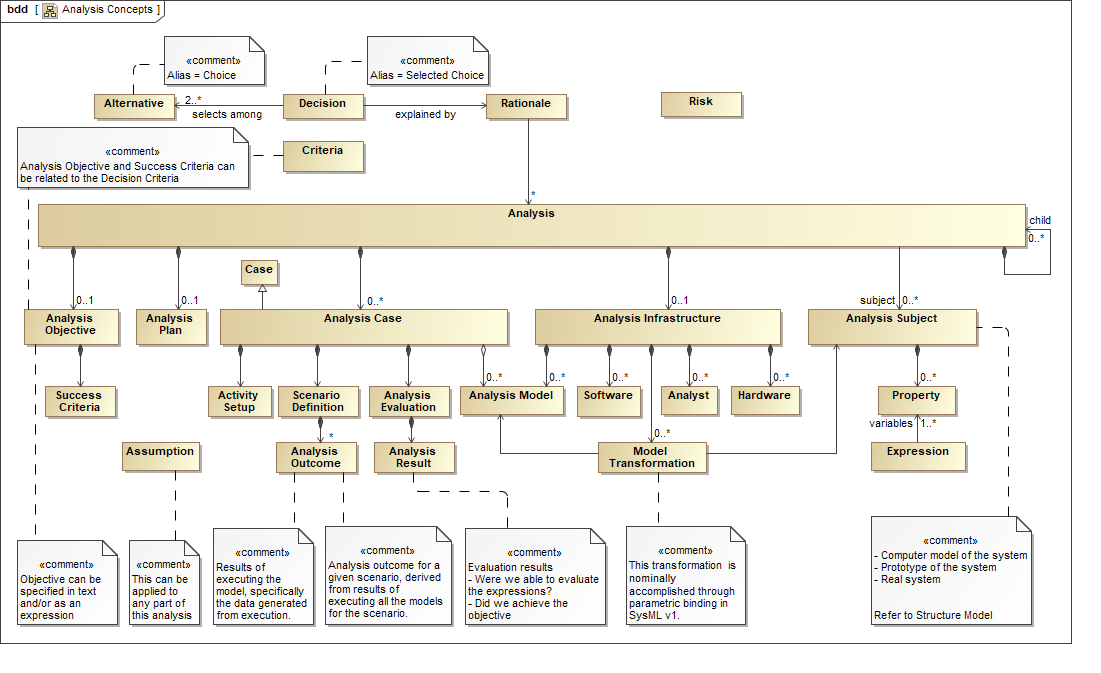 bdd [ Analysis Concepts ]
«comment»
Alias = Choice
«comment»
Alias = Selected Choice
Alternative
2..*
selects among
Decision
explained by
Rationale
Risk
«comment»
Analysis Objective and Success Criteria can
be related to the Decision Criteria
Criteria
*
Analysis
child
0..*
Case
0..1
0..1
0..*
0..1
subject
0..*
Analysis
Objective
Analysis
Plan
Analysis Case
Analysis Infrastructure
Analysis Subject
0..*
0..*
0..*
0..*
0..*
0..*
Success
Criteria
Activity
Setup
Scenario
Definition
Analysis
Evaluation
Analysis Model
Software
Analyst
Hardware
Property
variables
1..*
*
0..*
Assumption
Analysis
Outcome
Analysis
Result
Model
Transformation
Expression
«comment»
Objective can be
specified in text
and/or as an
expression
«comment»
This can be
applied to
any part of
this analysis
«comment»
Results of
executing the
model, specifically
the data generated
from execution.
«comment»
Analysis outcome for a
given scenario, derived
from results of
executing all the models
for the scenario.
«comment»
Evaluation results
- Were we able to evaluate
the expressions?
- Did we achieve the
objective
«comment»
This transformation is
nominally
accomplished through
parametric binding in
SysML v1.
«comment»
- Computer model of the system
- Prototype of the system
- Real system
Refer to Structure Model